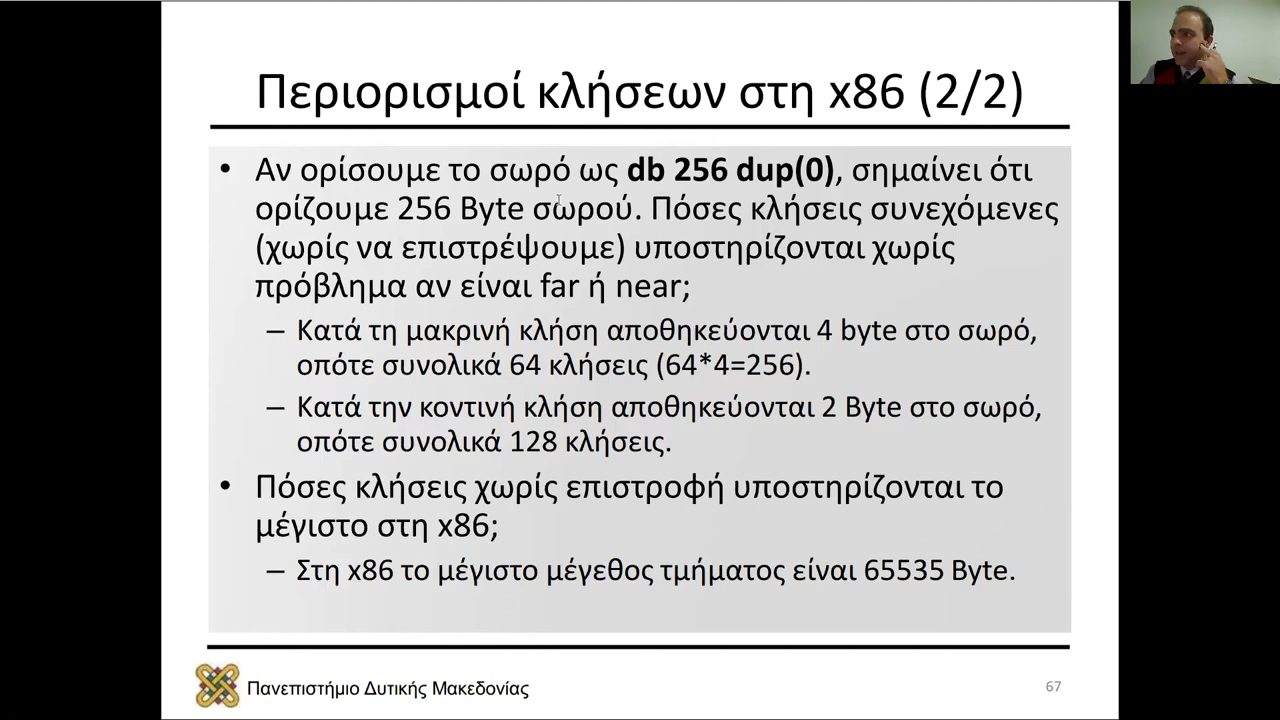 Περιορισμοί κλήσεων στη x86 (2/2)
• Αν ορίσουμε το σωρό ως db 256 dup(0), σημαίνει ότι
ορίζουμε 256 Byte σωρού. Πόσες κλήσεις συνεχόμενες
(χωρίς να επιστρέψουμε) υποστηρίζονται χωρίς
πρόβλημα αν είναι far ή near;
– Κατά τη μακρινή κλήση αποθηκεύονται 4 byte στο σωρό,
οπότε συνολικά 64 κλήσεις (64*4=256).
– Κατά την κοντινή κλήση αποθηκεύονται 2 Byte στο σωρό,
οπότε συνολικά 128 κλήσεις.
• Πόσες κλήσεις χωρίς επιστροφή υποστηρίζονται το
μέγιστο στη x86;
– Στη x86 το μέγιστο μέγεθος τμήματος είναι 65535 Byte.
Πανεπιστήμιο Δυτικής Μακεδονίας
67